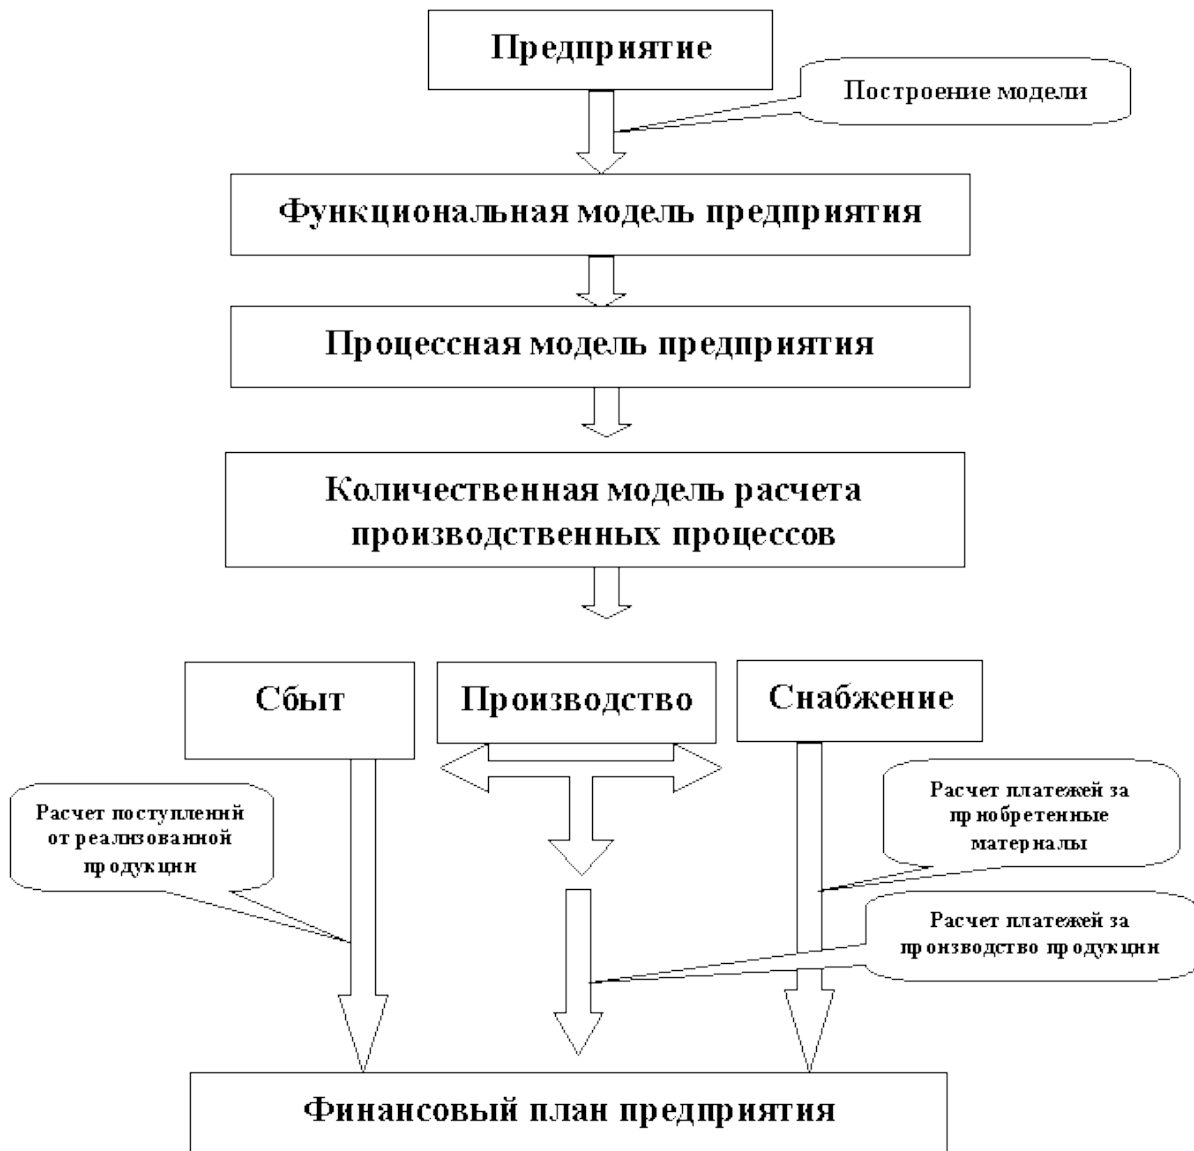 Предприятие
Построение модели
Функциональная модель предприятия
Процессная модель предприятия
Количественная модель расчета
производственных процессов
Сбыт
Производство
Снабжение
Расчет поступлений
от реализованной
продукции
Расчет платежей за
приобретенные
материалы
Расчет платежей за
производство продукции
Финансовый план предприятия